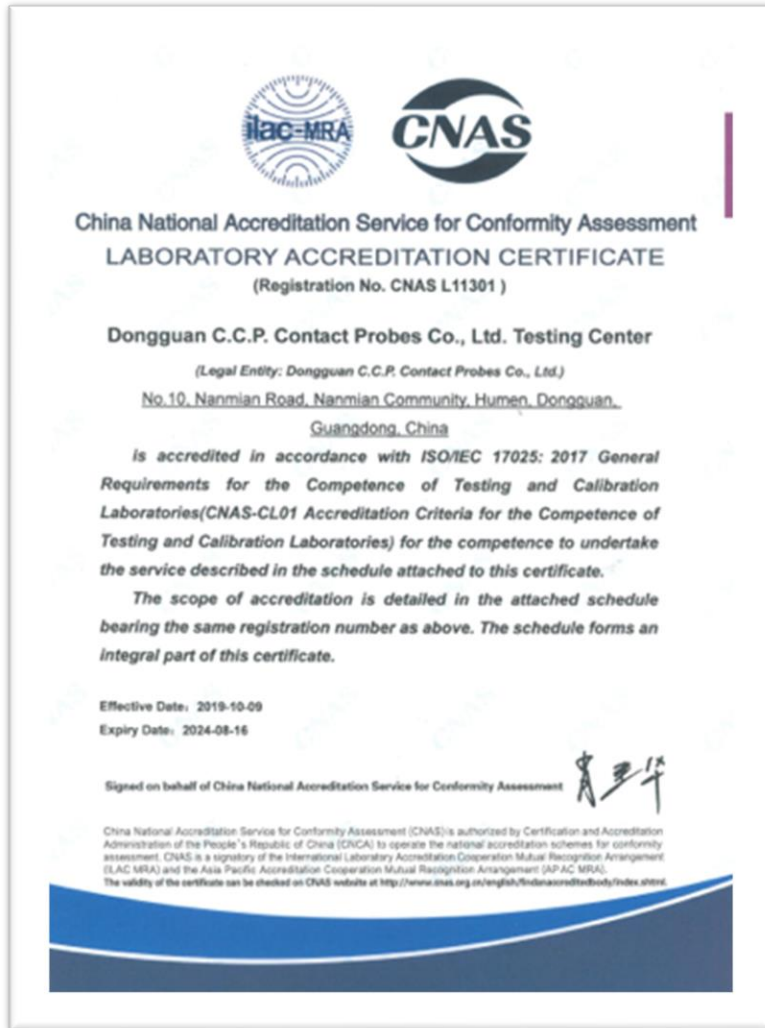 ilac-MRA
CNAS
China National Accreditation Service for Conformity Assessment
LABORATORY ACCREDITATION CERTIFICATE
(Registration No. CNAS L11301 )
Dongguan C.C.P. Contact Probes Co., Ltd. Testing Center
(Legal Entity: Dongguan C.C.P. Contact Probes Co., Ltd.)
No.10, Nanmian Road, Nanmian Community, Humen, Dongguan,
Guangdong, China
is accredited in accordance with ISO/IEC 17025: 2017 General
Requirements for the Competence of Testing and Calibration
Laboratories(CNAS-CL01 Accreditation Criteria for the Competence of
Testing and Calibration Laboratories) for the competence to undertake
the service described in the schedule attached to this certificate.
The scope of accreditation is detailed in the attached schedule
bearing the same registration number as above. The schedule forms an
integral part of this certificate.
Effective Date: 2019-10-09
Expiry Date: 2024-08-16
Signed on behalf of China National Accreditation Service for Conformity Assessment
China National Accreditation Service for Conformity Assessment (CNAS) is authorized by Certification and Accreditation
Administration of the People's Republic of China (CNCA) to operate the national accreditation schemes for conformity
assessment. CNAS is a signatory of the International Laboratory Accreditation Cooperation Mutual Recognition Arrangement
(ILAC MRA) and the Asia Pacific Accreditation Cooperation Mutual Recognition Arrangement (APAC MRA).
The validity of the certificate can be checked on CNAS website at http://www.cnas.org.cn/english/findanaccreditedbody/index.shtml.